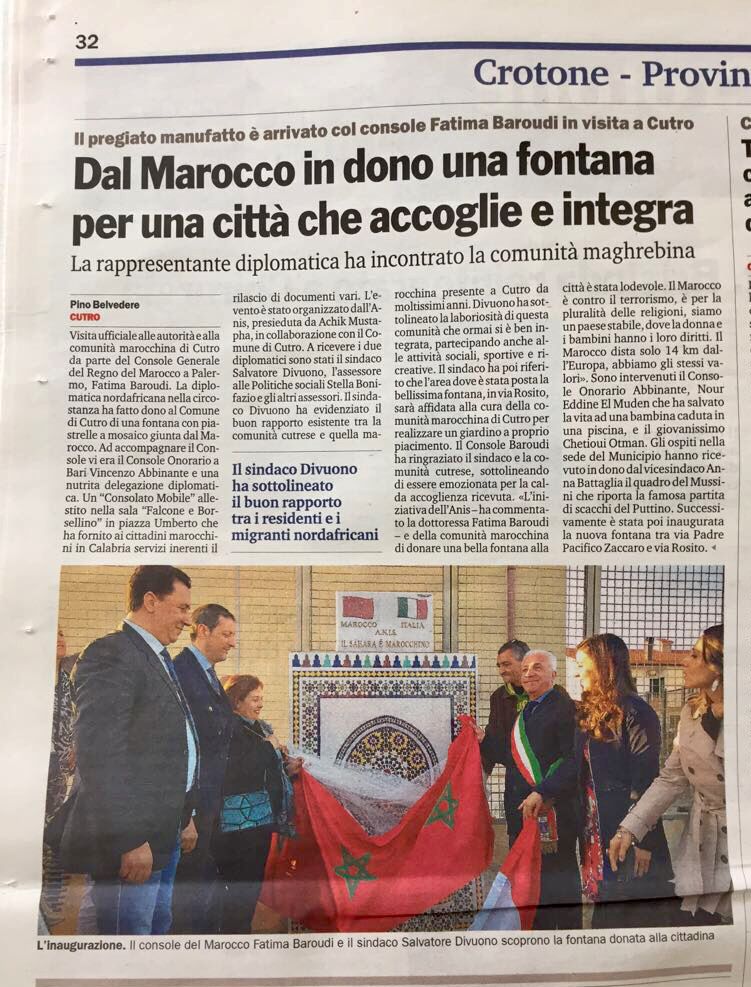 32
Crotone - Provin
Il pregiato manufatto è arrivato col console Fatima Baroudi in visita a Cutro
Dal Marocco in dono una fontana
per una città che accoglie e integra
La rappresentante diplomatica ha incontrato la comunità maghrebina
Pino Belvedere
CUTRO
Visita ufficiale alle autorità e alla
comunità marocchina di Cutro
da parte del Console Generale
del Regno del Marocco a Palermo, Fatima Baroudi. La diplomatica nordafricana nella circostanza ha fatto dono al Comune
di Cutro di una fontana con piastrelle a mosaico giunta dal Marocco. Ad accompagnare il Console vi era il Console Onorario a
Bari Vincenzo Abbinante e una
nutrita delegazione diplomatica. Un “Consolato Mobile” allestito nella sala “Falcone e Borsellino” in piazza Umberto che
ha fornito ai cittadini marocchini in Calabria servizi inerenti il
rilascio di documenti vari. L'evento è stato organizzato dall'Anis, presieduta da Achik Mustapha, in collaborazione con il Comune di Cutro. A ricevere i due
diplomatici sono stati il sindaco
Salvatore Divuono, l'assessore
alle Politiche sociali Stella Bonifazio e gli altri assessori. Il sindaco Divuono ha evidenziato il
buon rapporto esistente tra la
comunità cutrese e quella ma-
Il sindaco Divuono
ha sottolineato
il buon rapporto
tra i residenti e i
migranti nordafricani
rocchina presente a Cutro da
moltissimi anni. Divuono ha sottolineato la laboriosità di questa
comunità che ormai si è ben integrata, partecipando anche alle attività sociali, sportive e ricreative. Il sindaco ha poi riferito che l'area dove è stata posta la
bellissima fontana, in via Rosito,
sarà affidata alla cura della comunità marocchina di Cutro per
realizzare un giardino a proprio
piacimento. Il Console Baroudi
ha ringraziato il sindaco e la comunità cutrese, sottolineando
di essere emozionata per la calda accoglienza ricevuta. «L'iniziativa dell'Anis – ha commentato la dottoressa Fatima Baroudi
– e della comunità marocchina
di donare una bella fontana alla
città è stata lodevole. Il Marocco
è contro il terrorismo, è per la
pluralità delle religioni, siamo
un paese stabile, dove la donna e
i bambini hanno i loro diritti. Il
Marocco dista solo 14 km dall'Europa, abbiamo gli stessi valori». Sono intervenuti il Console Onorario Abbinante, Nour
Eddine El Muden che ha salvato
la vita ad una bambina caduta in
una piscina, e il giovanissimo
Chetioui Otman. Gli ospiti nella
sede del Municipio hanno ricevuto in dono dal vicesindaco Anna Battaglia il quadro del Mussini che riporta la famosa partita
di scacchi del Puttino. Successivamente è stata poi inaugurata
la nuova fontana tra via Padre
Pacifico Zaccaro e via Rosito.
MAROCCO ITALIA
A.N.I.S.
IL SAHARA È MAROCCHINO
L'inaugurazione. Il console del Marocco Fatima Baroudi e il sindaco Salvatore Divuono scoprono la fontana donata alla cittadina